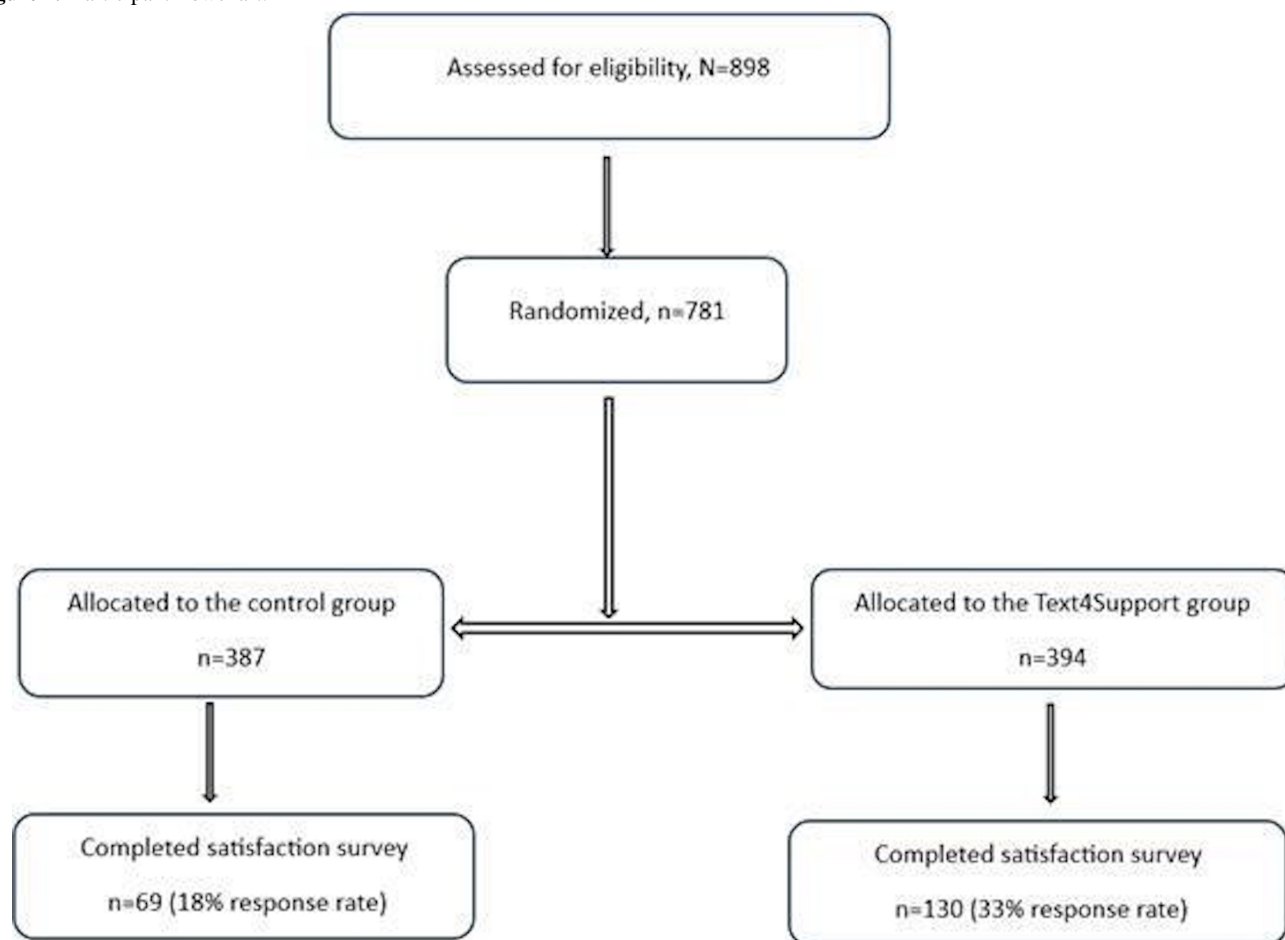 Assessed for eligibility, N=898
Randomized, n=781
Allocated to the control group
n=387
Allocated to the Text4Support group
n=394
Completed satisfaction survey
n=69 (18% response rate)
Completed satisfaction survey
n=130 (33% response rate)